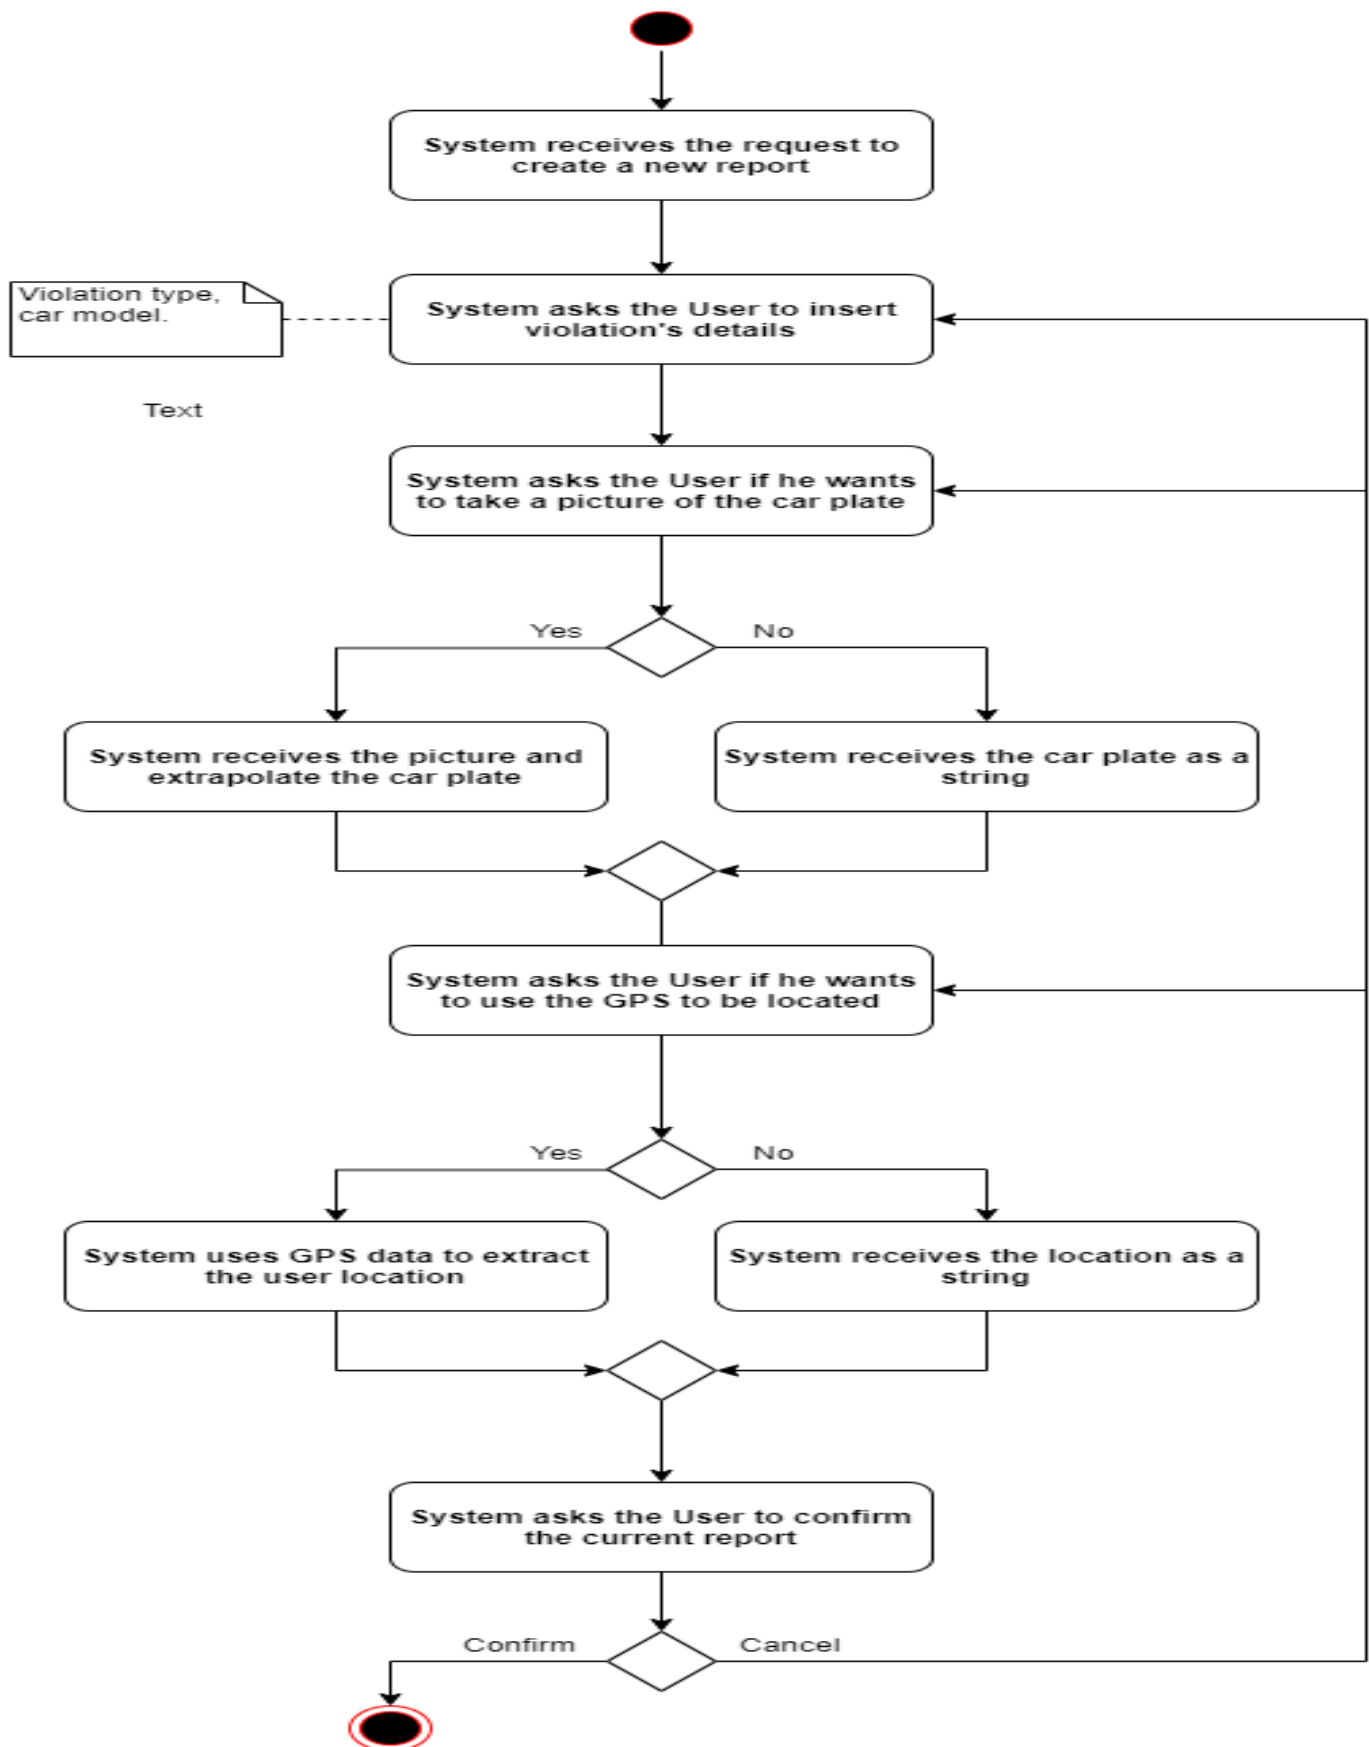 System receives the request to
create a new report
Violation type,
car model.
System asks the User to insert
violation's details
Text
System asks the User if he wants
to take a picture of the car plate
Yes
No
System receives the picture and
extrapolate the car plate
System receives the car plate as a
string
System asks the User if he wants
to use the GPS to be located
Yes
No
System uses GPS data to extract
the user location
System receives the location as a
string
System asks the User to confirm
the current report
Confirm
Cancel